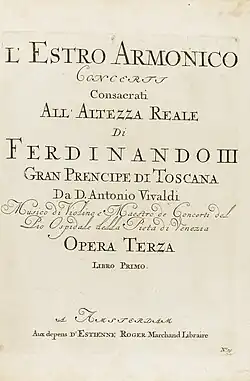 L'ESTRO ARMONICO
CONCERTI
Consacrati
ALL'ALTEZZA REALE
Di
FERDINANDO III
GRAN PRENCIPE DI TOSCANA
Da D. Antonio Vivaldi
Musico di Violino e Maestro de Concerti del
Pio Ospidale della Pieta di Venezia
OPERA TERZA
LIBRO PRIMO.
A AMSTERDAM
Aux depens D'ESTIENNE ROGER Marchand Libraire